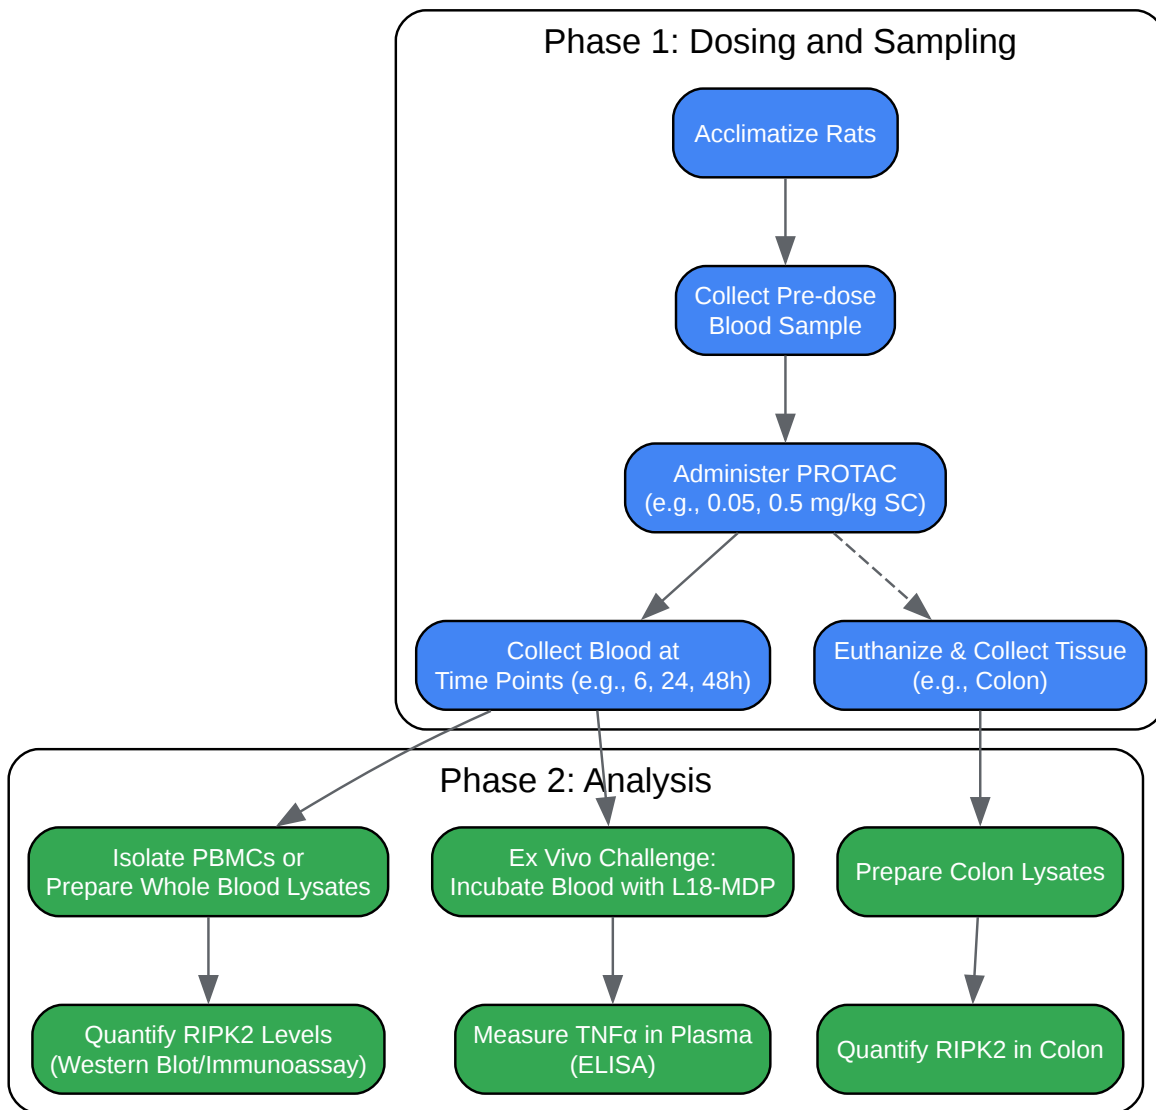 Phase 1: Dosing and Sampling
Acclimatize Rats
Collect Pre-dose
Blood Sample
Administer PROTAC
(e.g., 0.05, 0.5 mg/kg SC)
Collect Blood at
Time Points (e.g., 6, 24, 48h)
Euthanize & Collect Tissue
(e.g., Colon)
Phase 2: Analysis
Isolate PBMCs or
Prepare Whole Blood Lysates
Ex Vivo Challenge:
Incubate Blood with L18-MDP
Prepare Colon Lysates
Quantify RIPK2 Levels
(Western Blot/Immunoassay)
Measure TNFα in Plasma
(ELISA)
Quantify RIPK2 in Colon